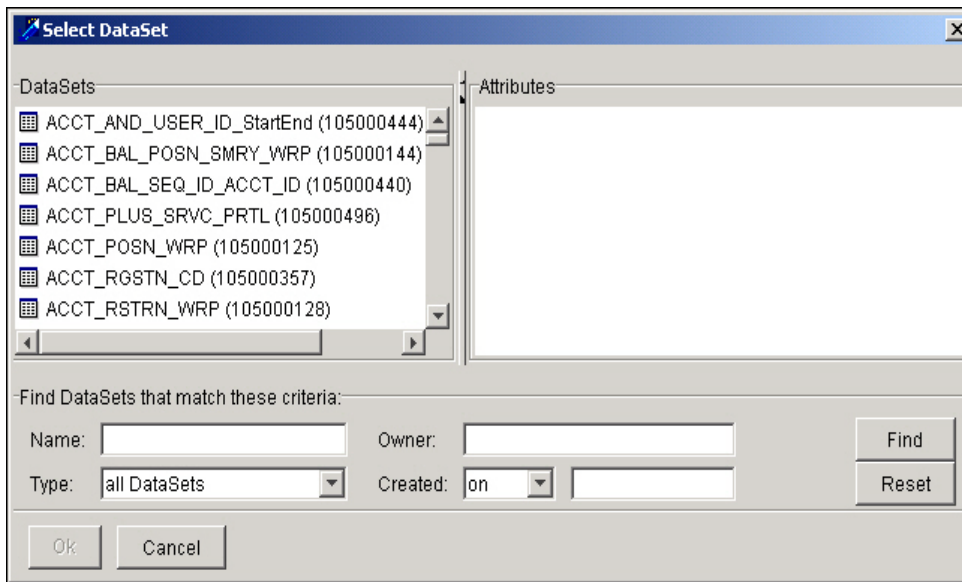 Select DataSet
DataSets
Attributes
ACCT_AND_USER_ID_StartEnd (105000444)
ACCT_BAL_POSN_SMRY_WRP (105000144)
ACCT_BAL_SEQ_ID_ACCT_ID (105000440)
ACCT_PLUS_SRVC_PRTL (105000496)
ACCT_POSN_WRP (105000125)
ACCT_RGSTN_CD (105000357)
ACCT_RSTRN_WRP (105000128)
Find DataSets that match these criteria:
Name: Owner: Find
Type: all DataSets Created: on Reset
Ok Cancel